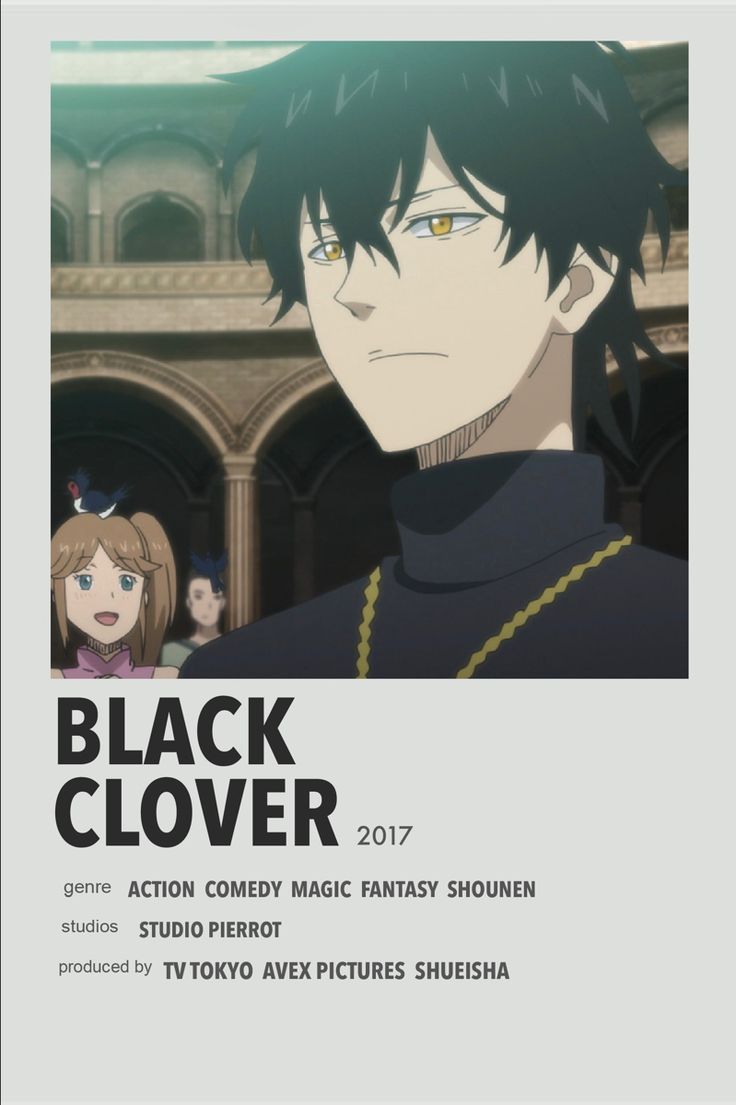 BLACK
CLOVER 2017
genre ACTION COMEDY MAGIC FANTASY SHOUNEN
studios STUDIO PIERROT
produced by TV TOKYO AVEX PICTURES SHUEISHA